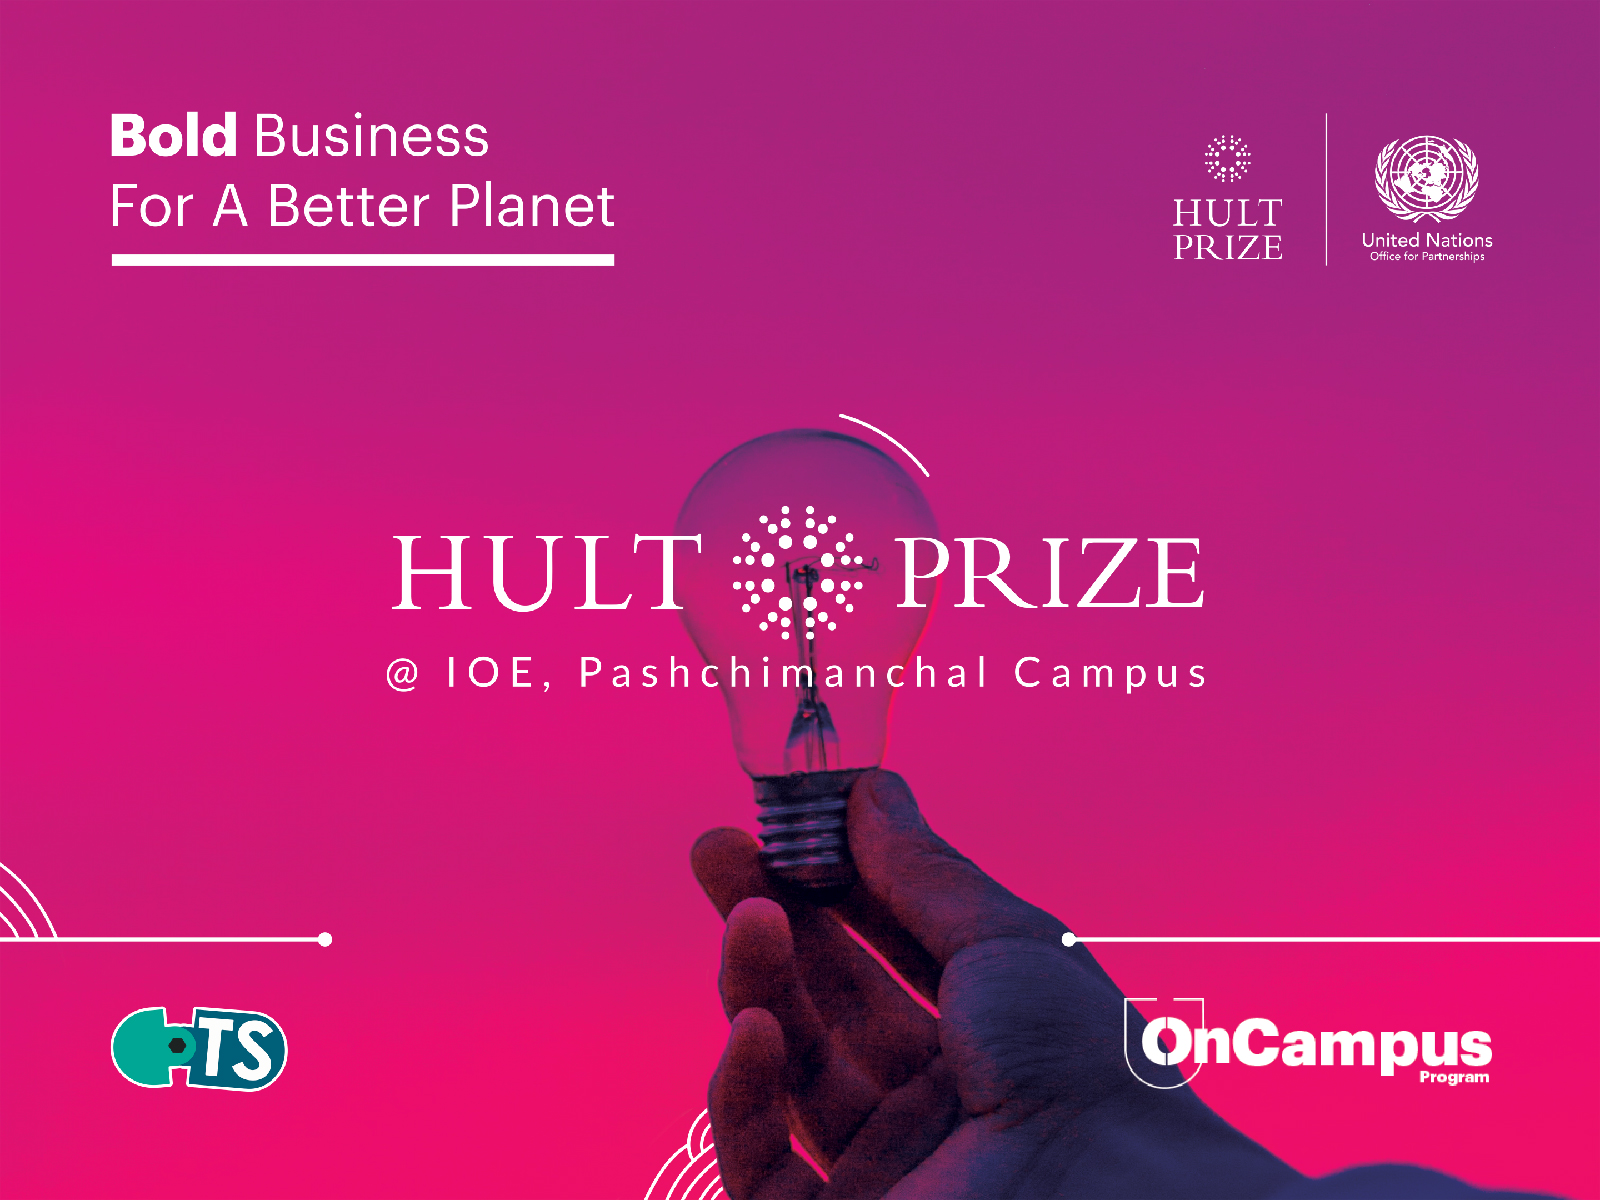 Bold Business
For A Better Planet
HULT
PRIZE
United Nations
Office for Partnerships
HULT PRIZE
@ IOE, Pashchimanchal Campus
TS
OnCampus
Program